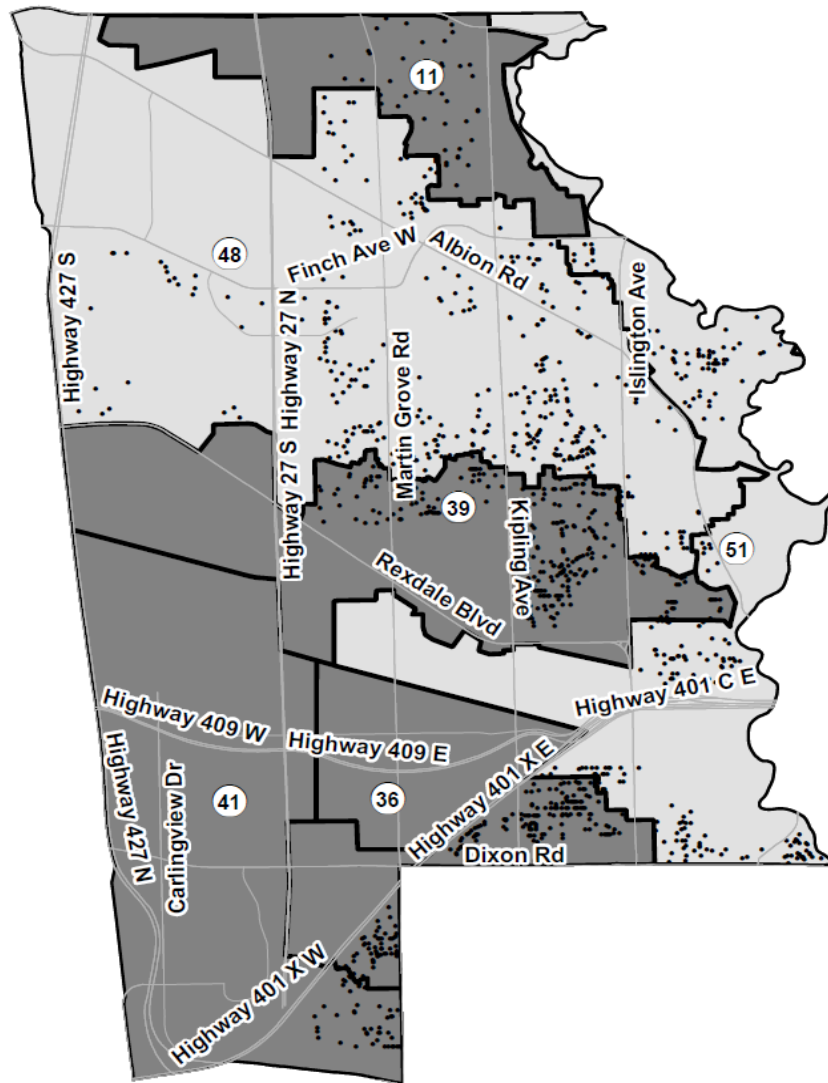 11
48
Finch Ave W
Albion Rd
Highway 427 S
Highway 27 N
Martin Grove Rd
Islington Ave
Highway 27 S
39
Kipling Ave
51
Rexdale Blvd
Highway 401 C E
Highway 409 W
Highway 409 E
Highway 427 N
Carlingview Dr
41
36
Highway 401 X E
Dixon Rd
Highway 401 X W